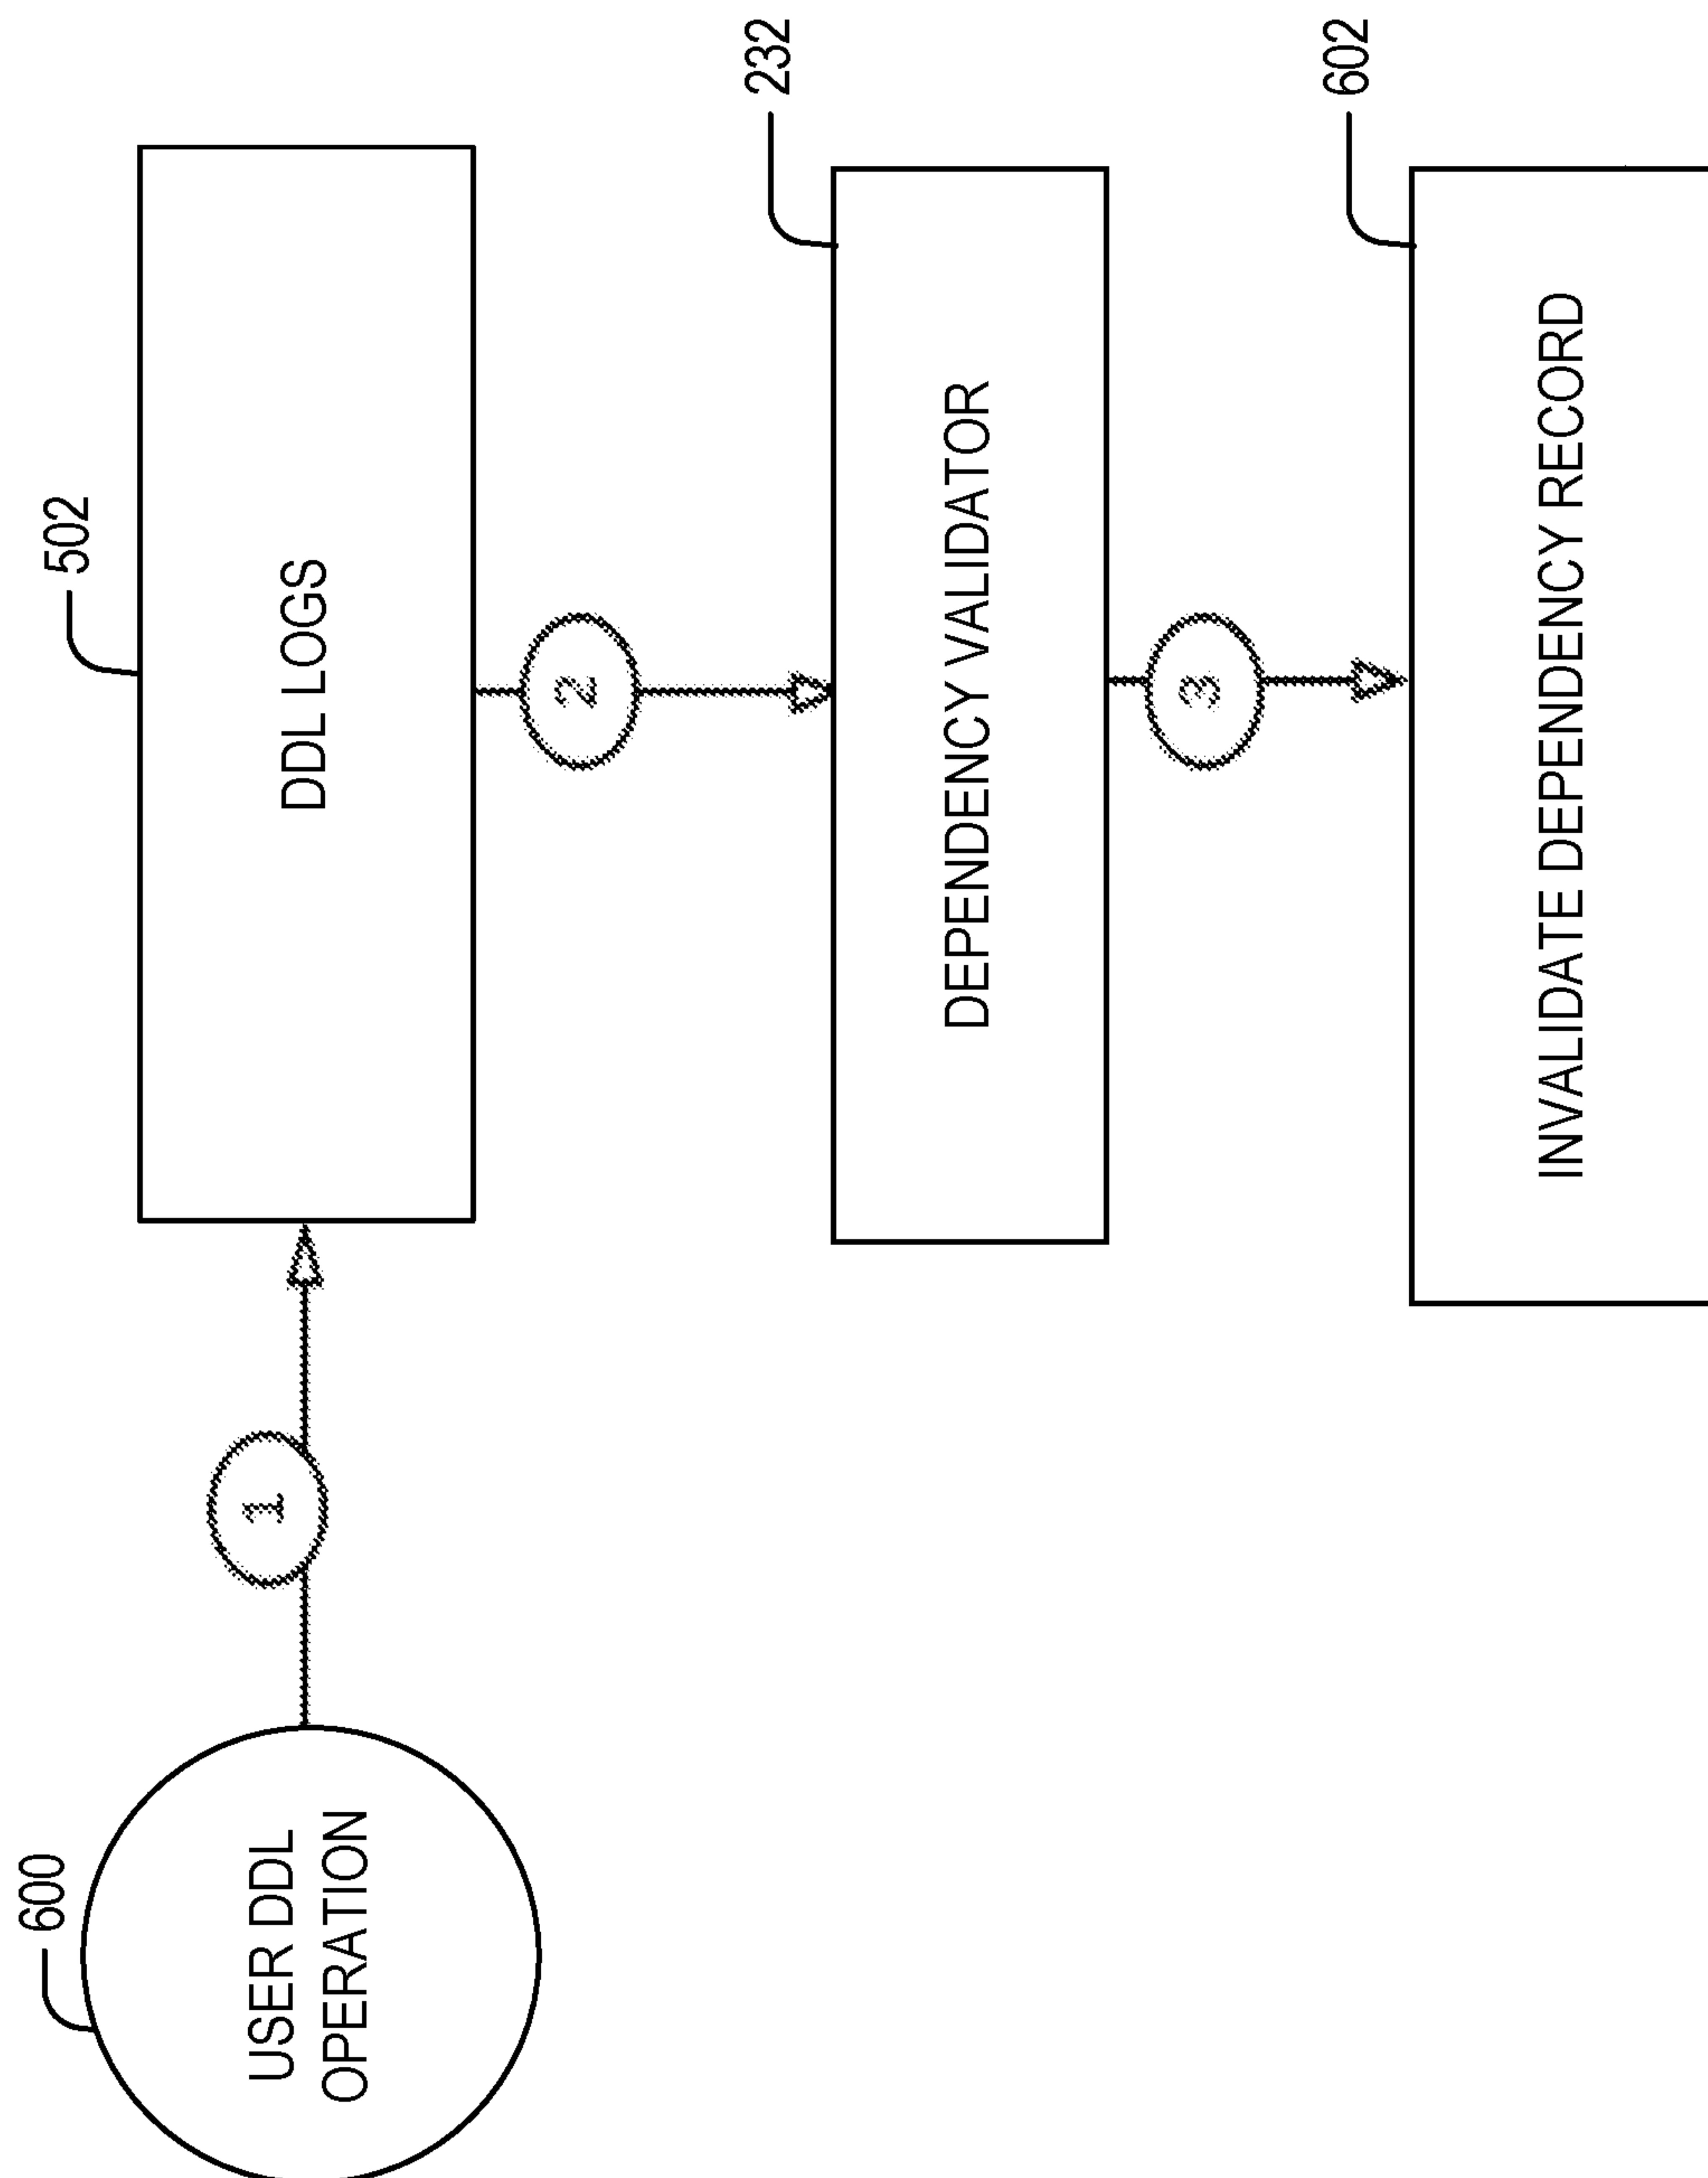 600
USER DDL
OPERATION
1
502
DDL LOGS
2
232
DEPENDENCY VALIDATOR
3
602
INVALIDATE DEPENDENCY RECORD